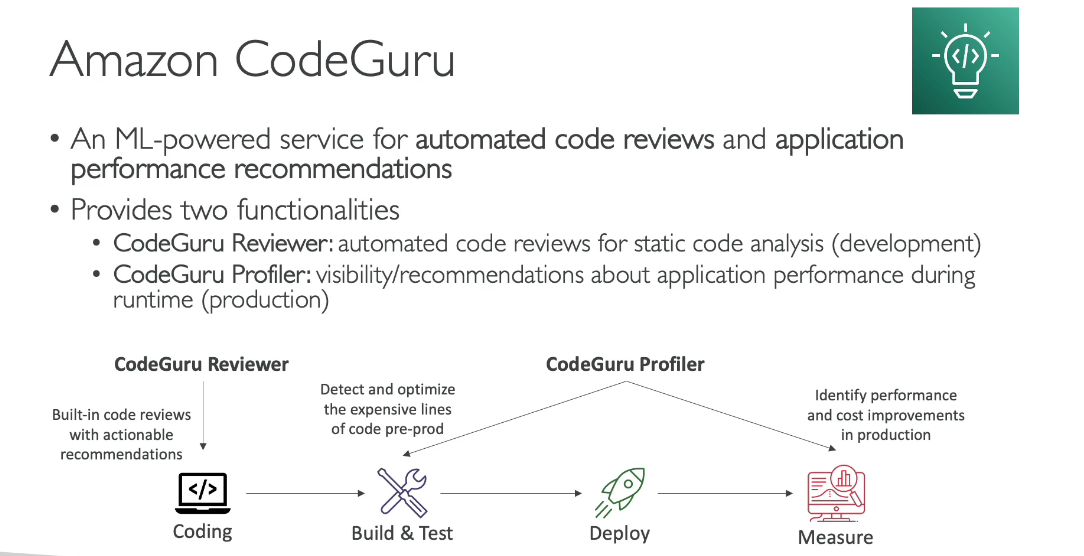 Amazon CodeGuru
</>
• An ML-powered service for automated code reviews and application
performance recommendations
• Provides two functionalities
• CodeGuru Reviewer: automated code reviews for static code analysis (development)
• CodeGuru Profiler: visibility/recommendations about application performance during
runtime (production)
CodeGuru Reviewer
Built-in code reviews
with actionable
recommendations
CodeGuru Profiler
Detect and optimize
the expensive lines
of code pre-prod
Identify performance
and cost improvements
in production
</>
Coding
Build & Test
Deploy
Measure